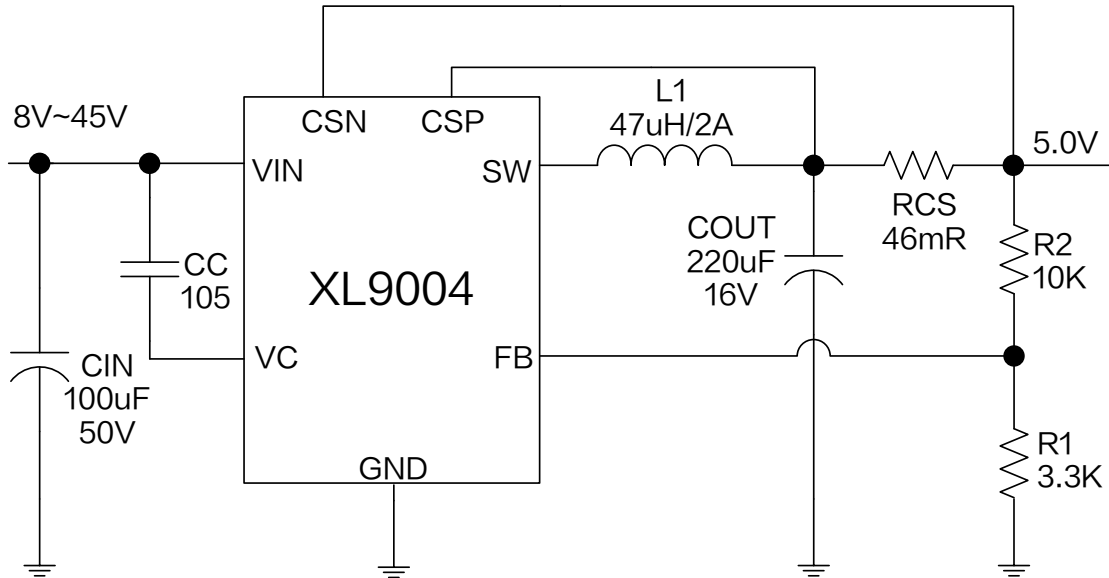 8V~45V
CSN
CSP
L1
47uH/2A
5.0V
VIN
SW
RCS
46mR
COUT
220uF
16V
R2
10K
CC
105
XL9004
VC
FB
CIN
100uF
50V
R1
3.3K
GND